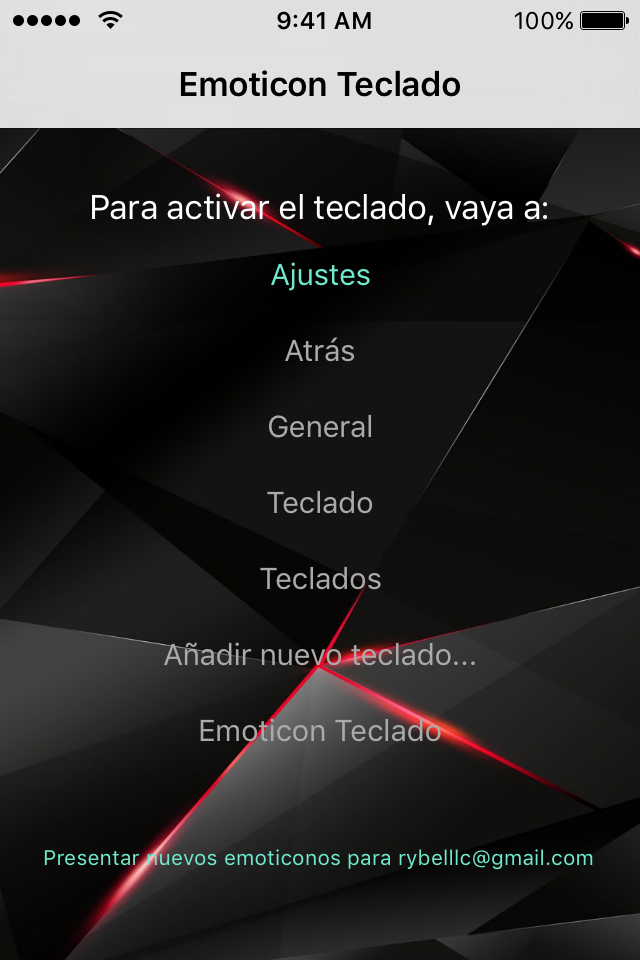 9:41 AM 100%
Emoticon Teclado
Para activar el teclado, vaya a:
Ajustes
Atrás
General
Teclado
Teclados
Añadir nuevo teclado...
Emoticon Teclado
Presentar nuevos emoticonos para rybelllc@gmail.com